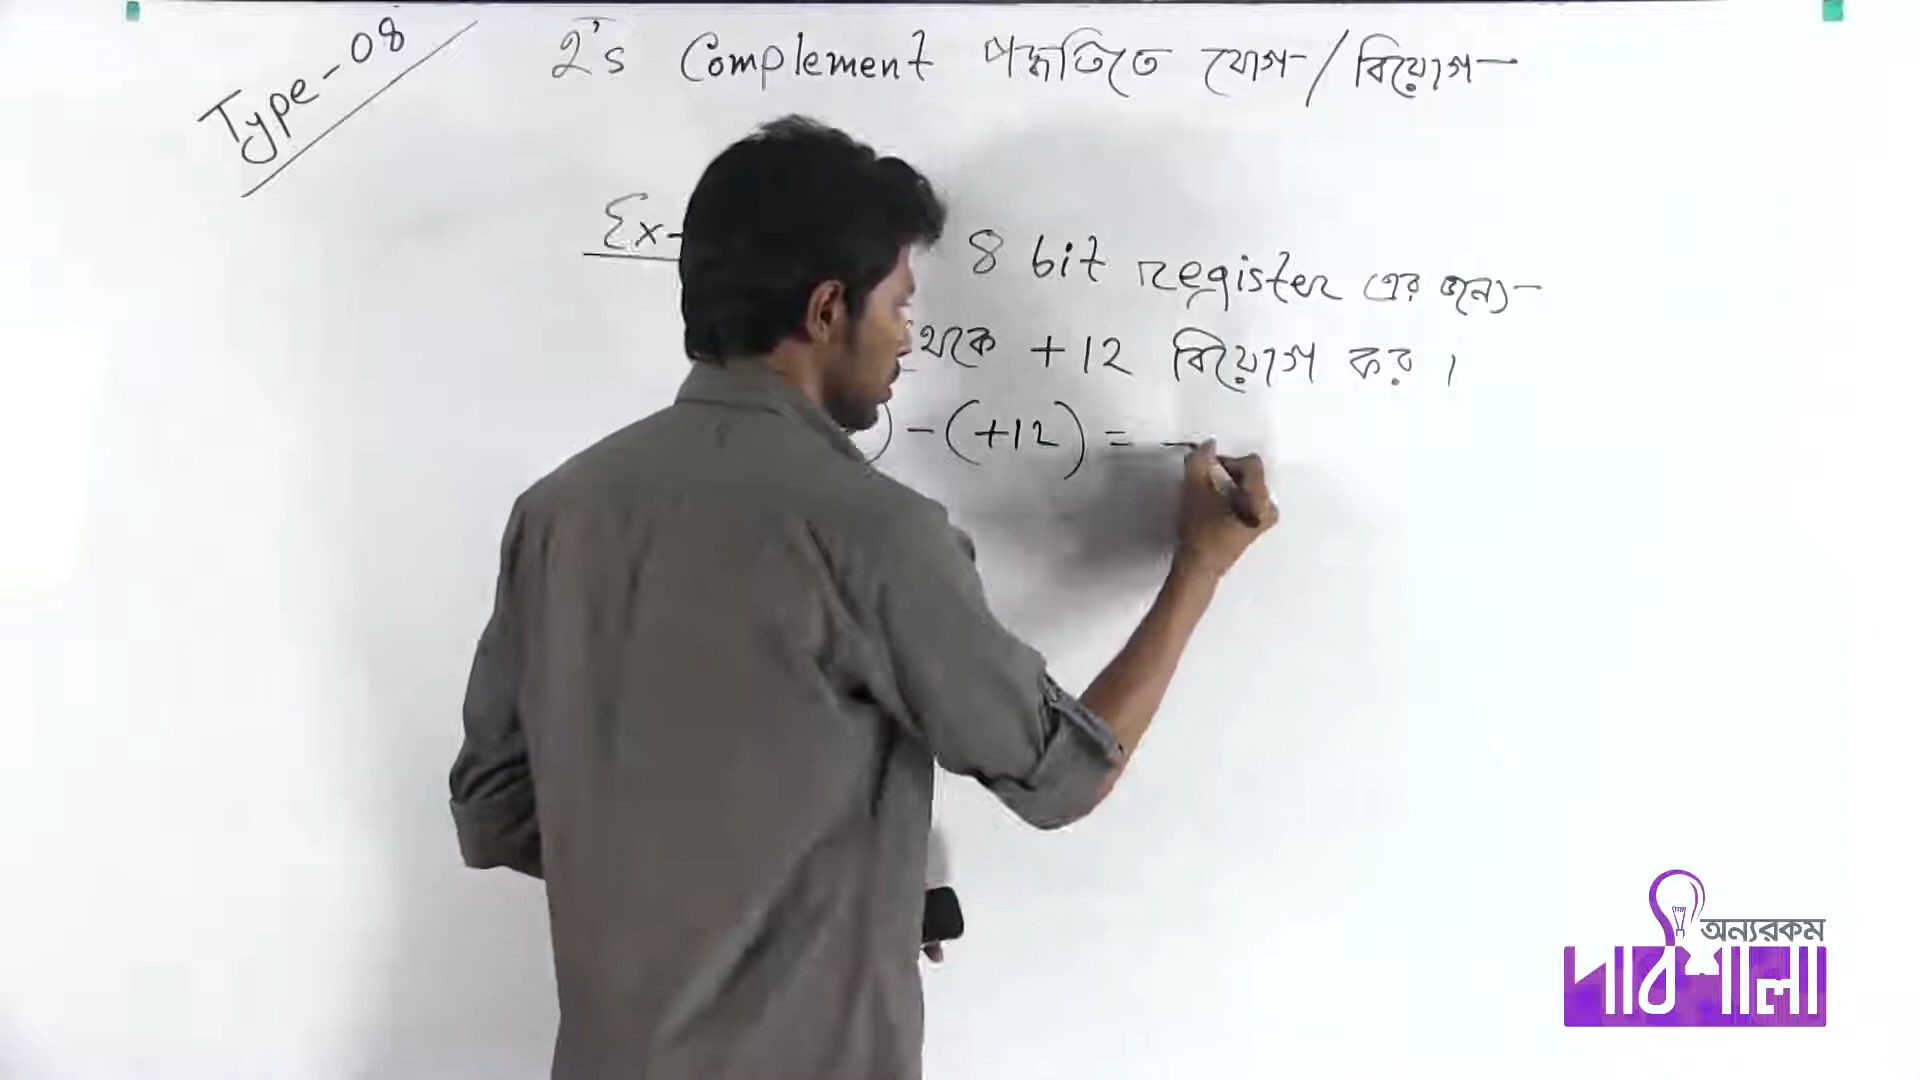 Type-08
2's Complement পদ্ধতিতে যোগ/বিয়োগ-
Ex-
8 bit register এর জন্য-
থেকে +12 বিয়োগ কর।
) - (+12) = -
অন্যরকম
পাঠশালা